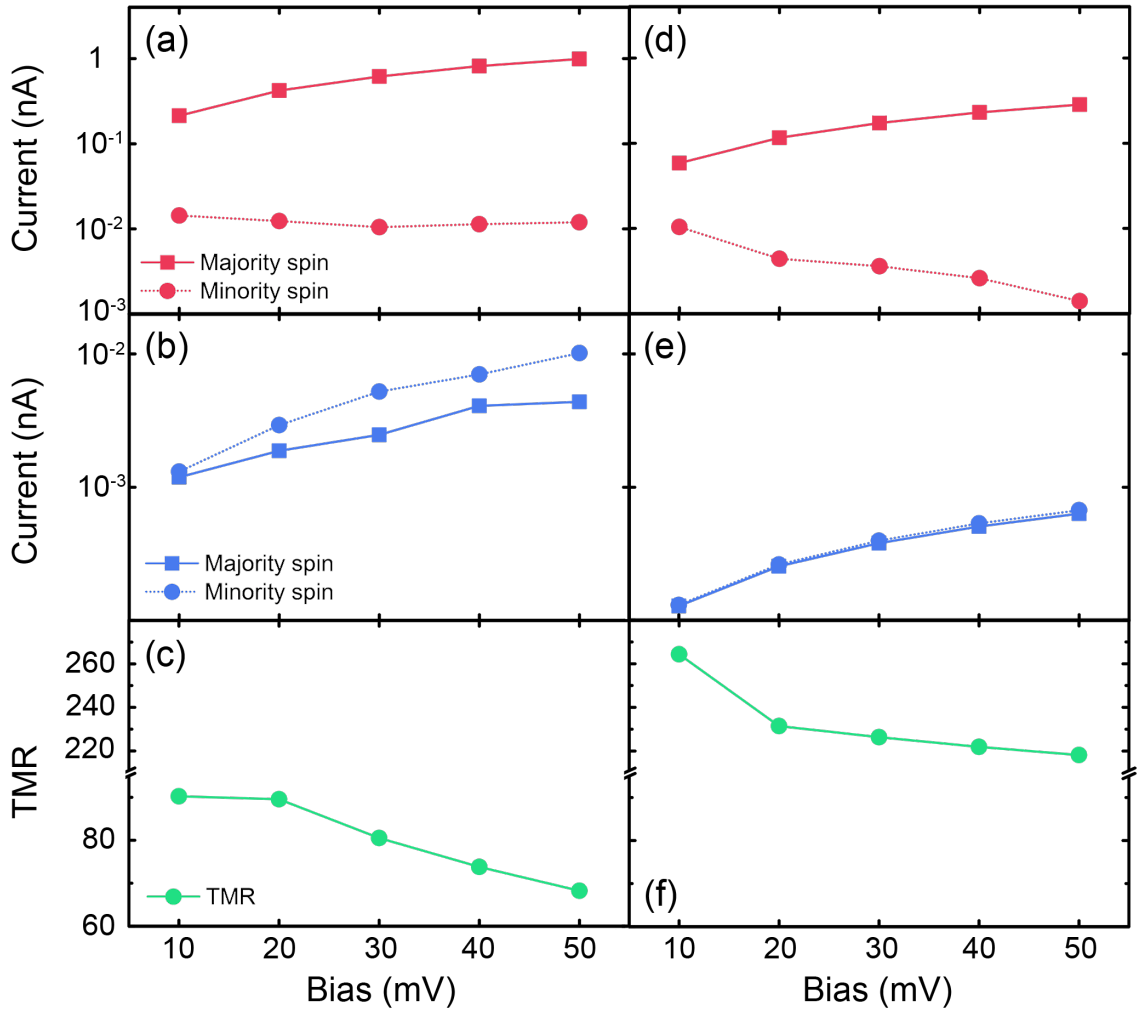 (a)
Current (nA)
1
10-1
10-2
10-3
Majority spin
Minority spin
(d)
(b)
Current (nA)
10-2
10-3
Majority spin
Minority spin
(e)
(c)
TMR
260
240
220
80
60
TMR
(f)
10 20 30 40 50
10 20 30 40 50
Bias (mV)
Bias (mV)